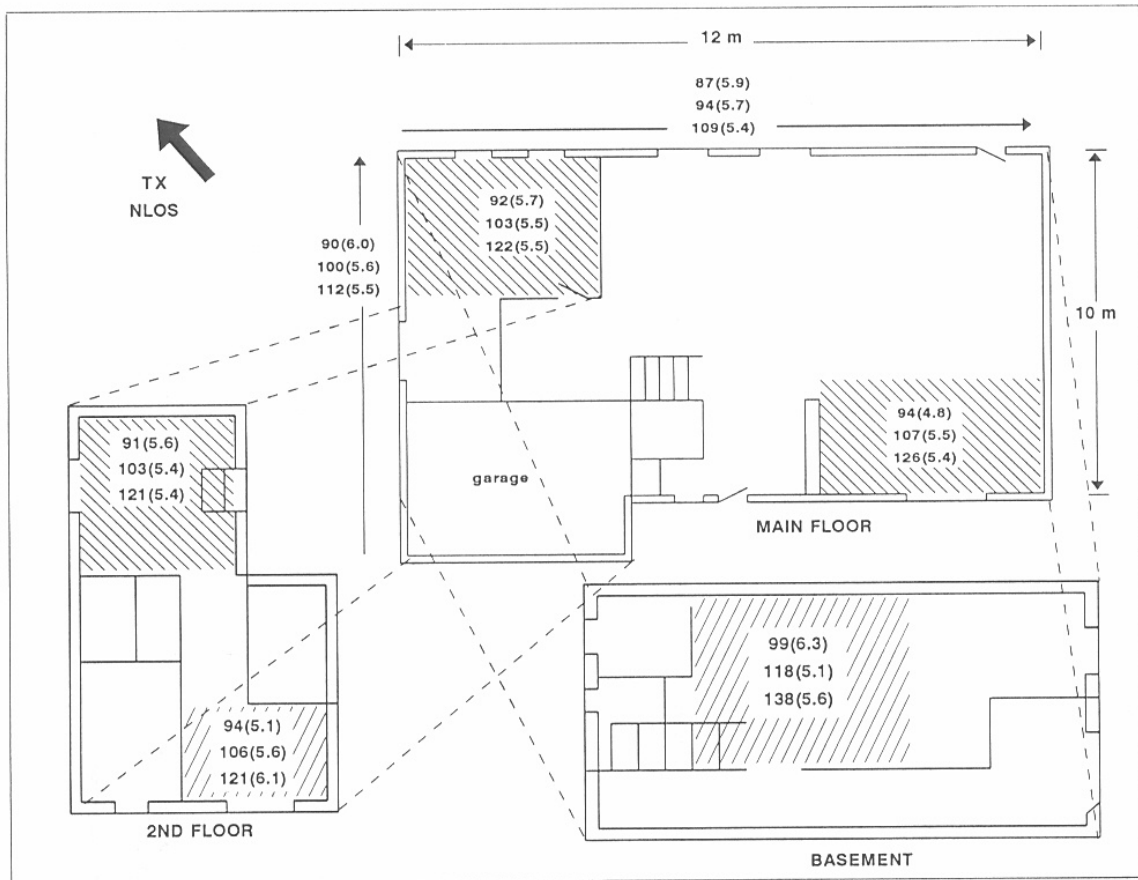 12 m
87(5.9)
94(5.7)
109(5.4)
TX
NLOS
92(5.7)
103(5.5)
122(5.5)
90(6.0)
100(5.6)
112(5.5)
10 m
94(4.8)
107(5.5)
126(5.4)
garage
MAIN FLOOR
91(5.6)
103(5.4)
121(5.4)
94(5.1)
106(5.6)
121(6.1)
2ND FLOOR
99(6.3)
118(5.1)
138(5.6)
BASEMENT